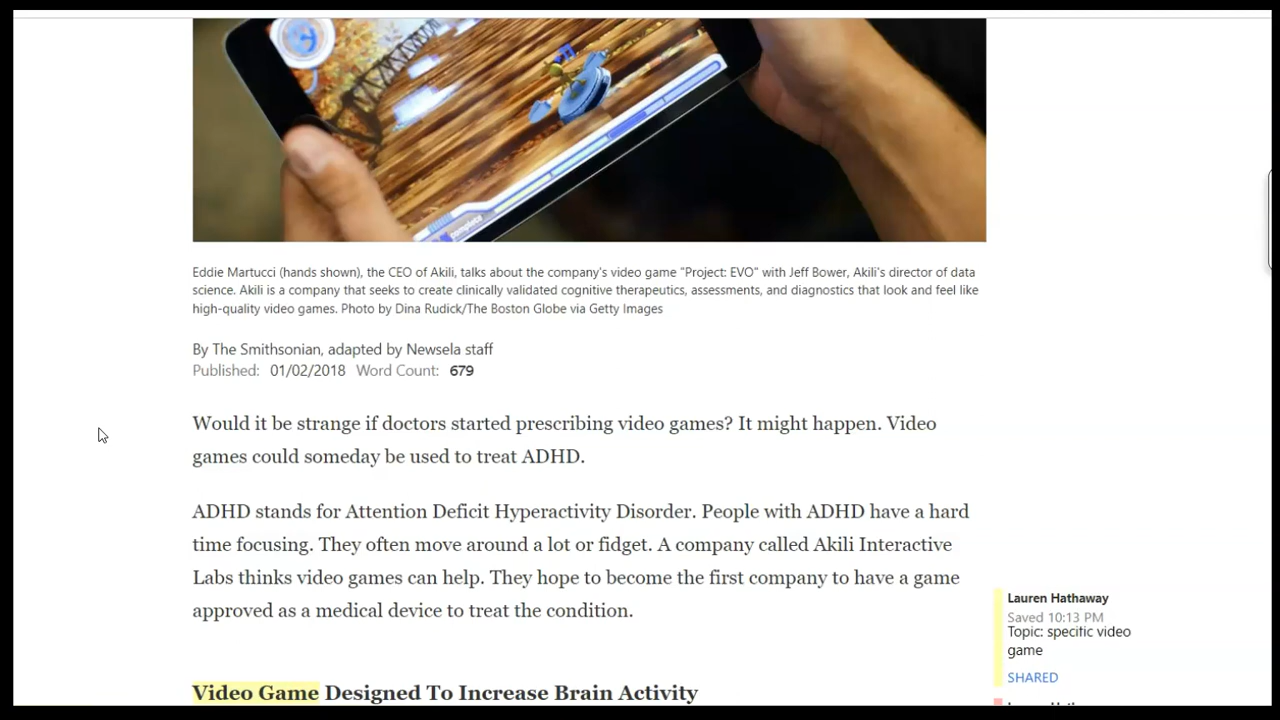 Eddie Martucci (hands shown), the CEO of Akili, talks about the company's video game "Project: EVO" with Jeff Bower, Akili's director of data
science. Akili is a company that seeks to create clinically validated cognitive therapeutics, assessments, and diagnostics that look and feel like
high-quality video games. Photo by Dina Rudick/The Boston Globe via Getty Images
By The Smithsonian, adapted by Newsela staff
Published: 01/02/2018 Word Count: 679
Would it be strange if doctors started prescribing video games? It might happen. Video
games could someday be used to treat ADHD.
ADHD stands for Attention Deficit Hyperactivity Disorder. People with ADHD have a hard
time focusing. They often move around a lot or fidget. A company called Akili Interactive
Labs thinks video games can help. They hope to become the first company to have a game
approved as a medical device to treat the condition.
Lauren Hathaway
Saved 10:13 PM
Topic: specitic video
game
SHARED
Video Game Designed To Increase Brain Activity